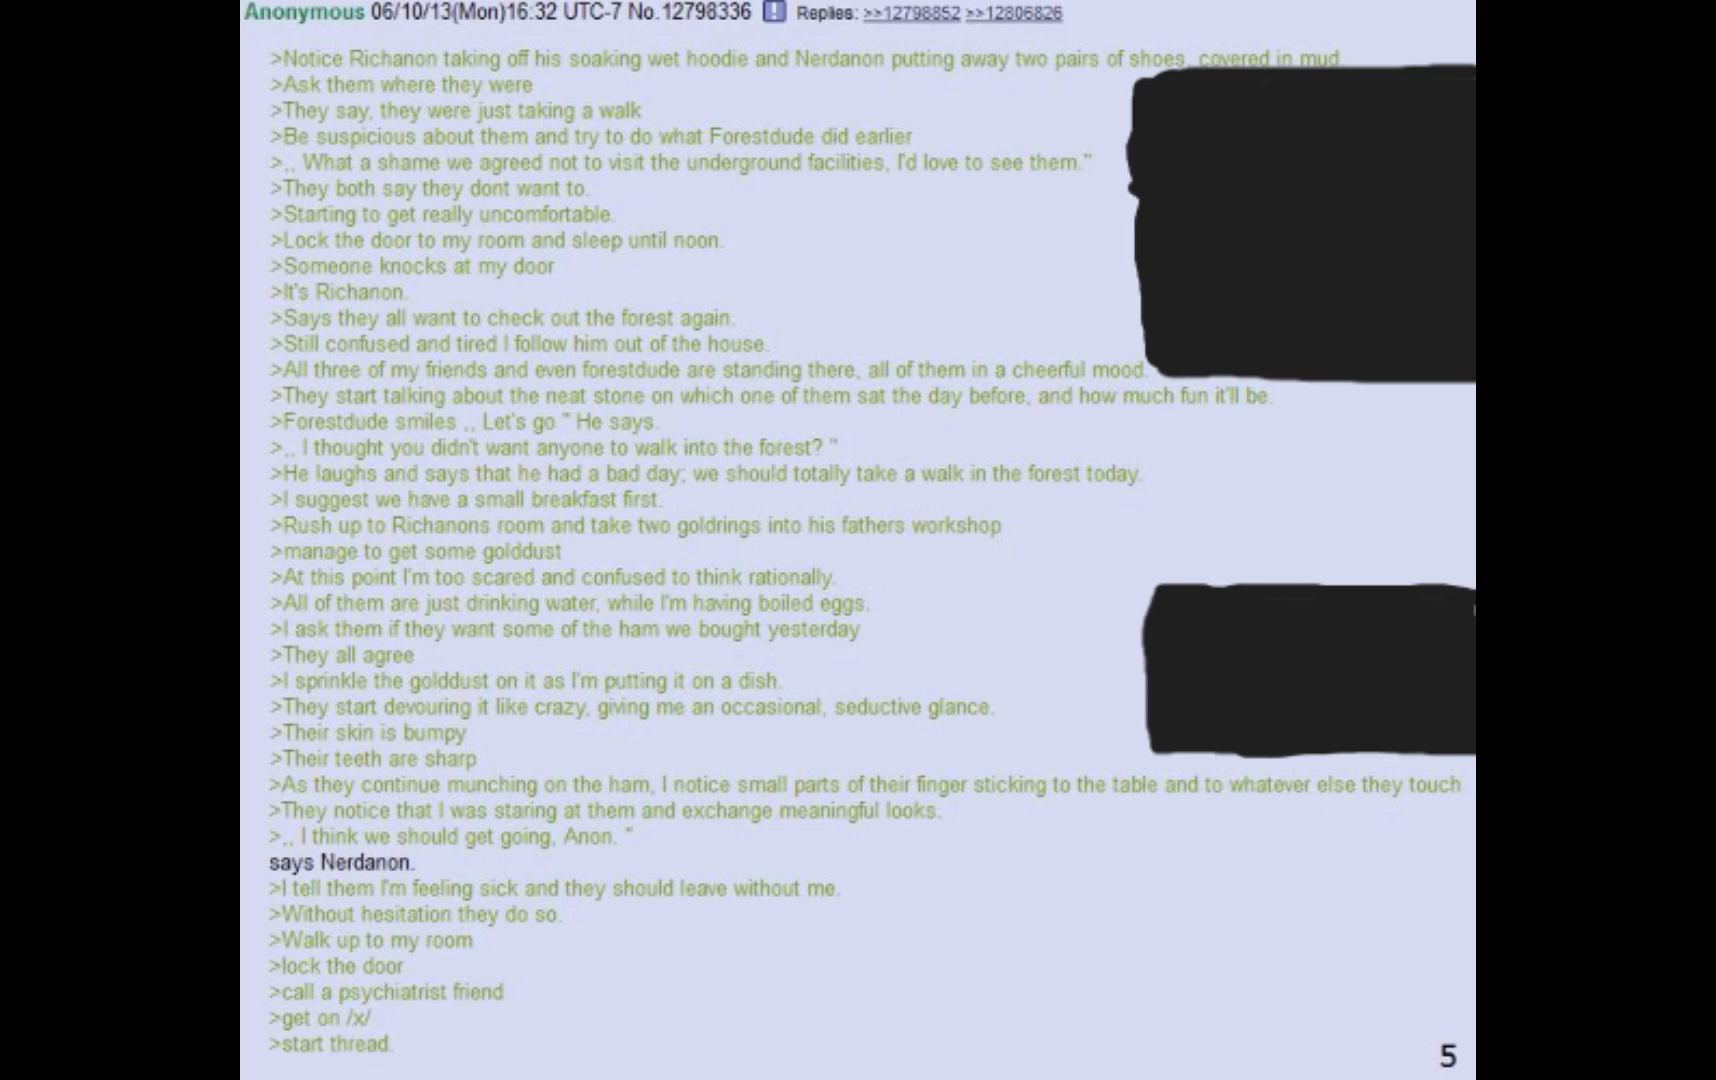 Anonymous 06/10/13(Mon)16:32 UTC-7 No.12798336 Replies: >>12798852 >>12806826
>Notice Richanon taking off his soaking wet hoodie and Nerdanon putting away two pairs of shoes, covered in mud
>Ask them where they were
>They say, they were just taking a walk
>Be suspicious about them and try to do what Forestdude did earlier
>,, What a shame we agreed not to visit the underground facilities, I'd love to see them."
>They both say they dont want to.
>Starting to get really uncomfortable.
>Lock the door to my room and sleep until noon.
>Someone knocks at my door
>It's Richanon.
>Says they all want to check out the forest again.
>Still confused and tired I follow him out of the house.
>All three of my friends and even forestdude are standing there, all of them in a cheerful mood.
>They start talking about the neat stone on which one of them sat the day before, and how much fun it'll be.
>Forestdude smiles ,, Let's go " He says.
>,, I thought you didn't want anyone to walk into the forest? "
>He laughs and says that he had a bad day; we should totally take a walk in the forest today.
>I suggest we have a small breakfast first.
>Rush up to Richanons room and take two goldrings into his fathers workshop
>manage to get some golddust
>At this point I'm too scared and confused to think rationally.
>All of them are just drinking water, while I'm having boiled eggs.
>I ask them if they want some of the ham we bought yesterday
>They all agree
>I sprinkle the golddust on it as I'm putting it on a dish.
>They start devouring it like crazy, giving me an occasional, seductive glance.
>Their skin is bumpy
>Their teeth are sharp
>As they continue munching on the ham, I notice small parts of their finger sticking to the table and to whatever else they touch
>They notice that I was staring at them and exchange meaningful looks.
>,, I think we should get going, Anon. "
says Nerdanon.
>I tell them I'm feeling sick and they should leave without me.
>Without hesitation they do so.
>Walk up to my room
>lock the door
>call a psychiatrist friend
>get on /x/
>start thread.
5